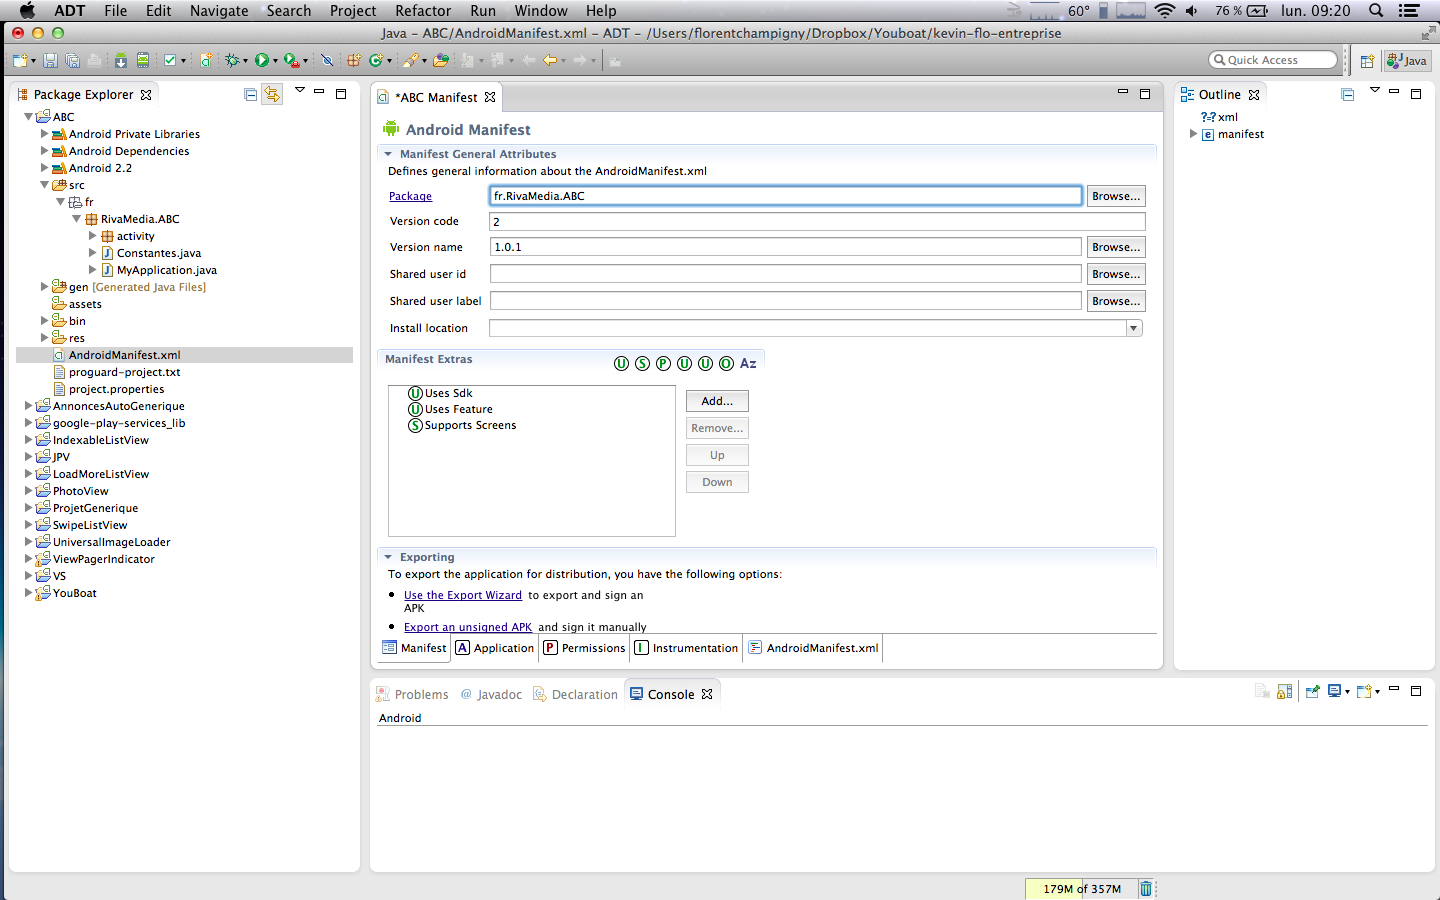 ADT File Edit Navigate Search Project Refactor Run Window Help 60° 76 % lun. 09:20
Java – ABC/AndroidManifest.xml – ADT – /Users/florentchampigny/Dropbox/Youboat/kevin-flo-entreprise
Quick Access
Java
Package Explorer
ABC
Android Private Libraries
Android Dependencies
Android 2.2
src
fr
RivaMedia.ABC
activity
Constantes.java
MyApplication.java
gen [Generated Java Files]
assets
bin
res
AndroidManifest.xml
proguard-project.txt
project.properties
AnnoncesAutoGenerique
google-play-services_lib
IndexableListView
JPV
LoadMoreListView
PhotoView
ProjetGenerique
SwipeListView
UniversalImageLoader
ViewPagerIndicator
VS
YouBoat
*ABC Manifest
Android Manifest
Manifest General Attributes
Defines general information about the AndroidManifest.xml
Package fr.RivaMedia.ABC Browse...
Version code 2
Version name 1.0.1 Browse...
Shared user id Browse...
Shared user label Browse...
Install location
Manifest Extras U S P U U O Az
U Uses Sdk
U Uses Feature
S Supports Screens
Add...
Remove...
Up
Down
Exporting
To export the application for distribution, you have the following options:
• Use the Export Wizard to export and sign an
APK
• Export an unsigned APK and sign it manually
Manifest A Application P Permissions I Instrumentation AndroidManifest.xml
Outline
?=? xml
e manifest
Problems @ Javadoc Declaration Console
Android
179M of 357M